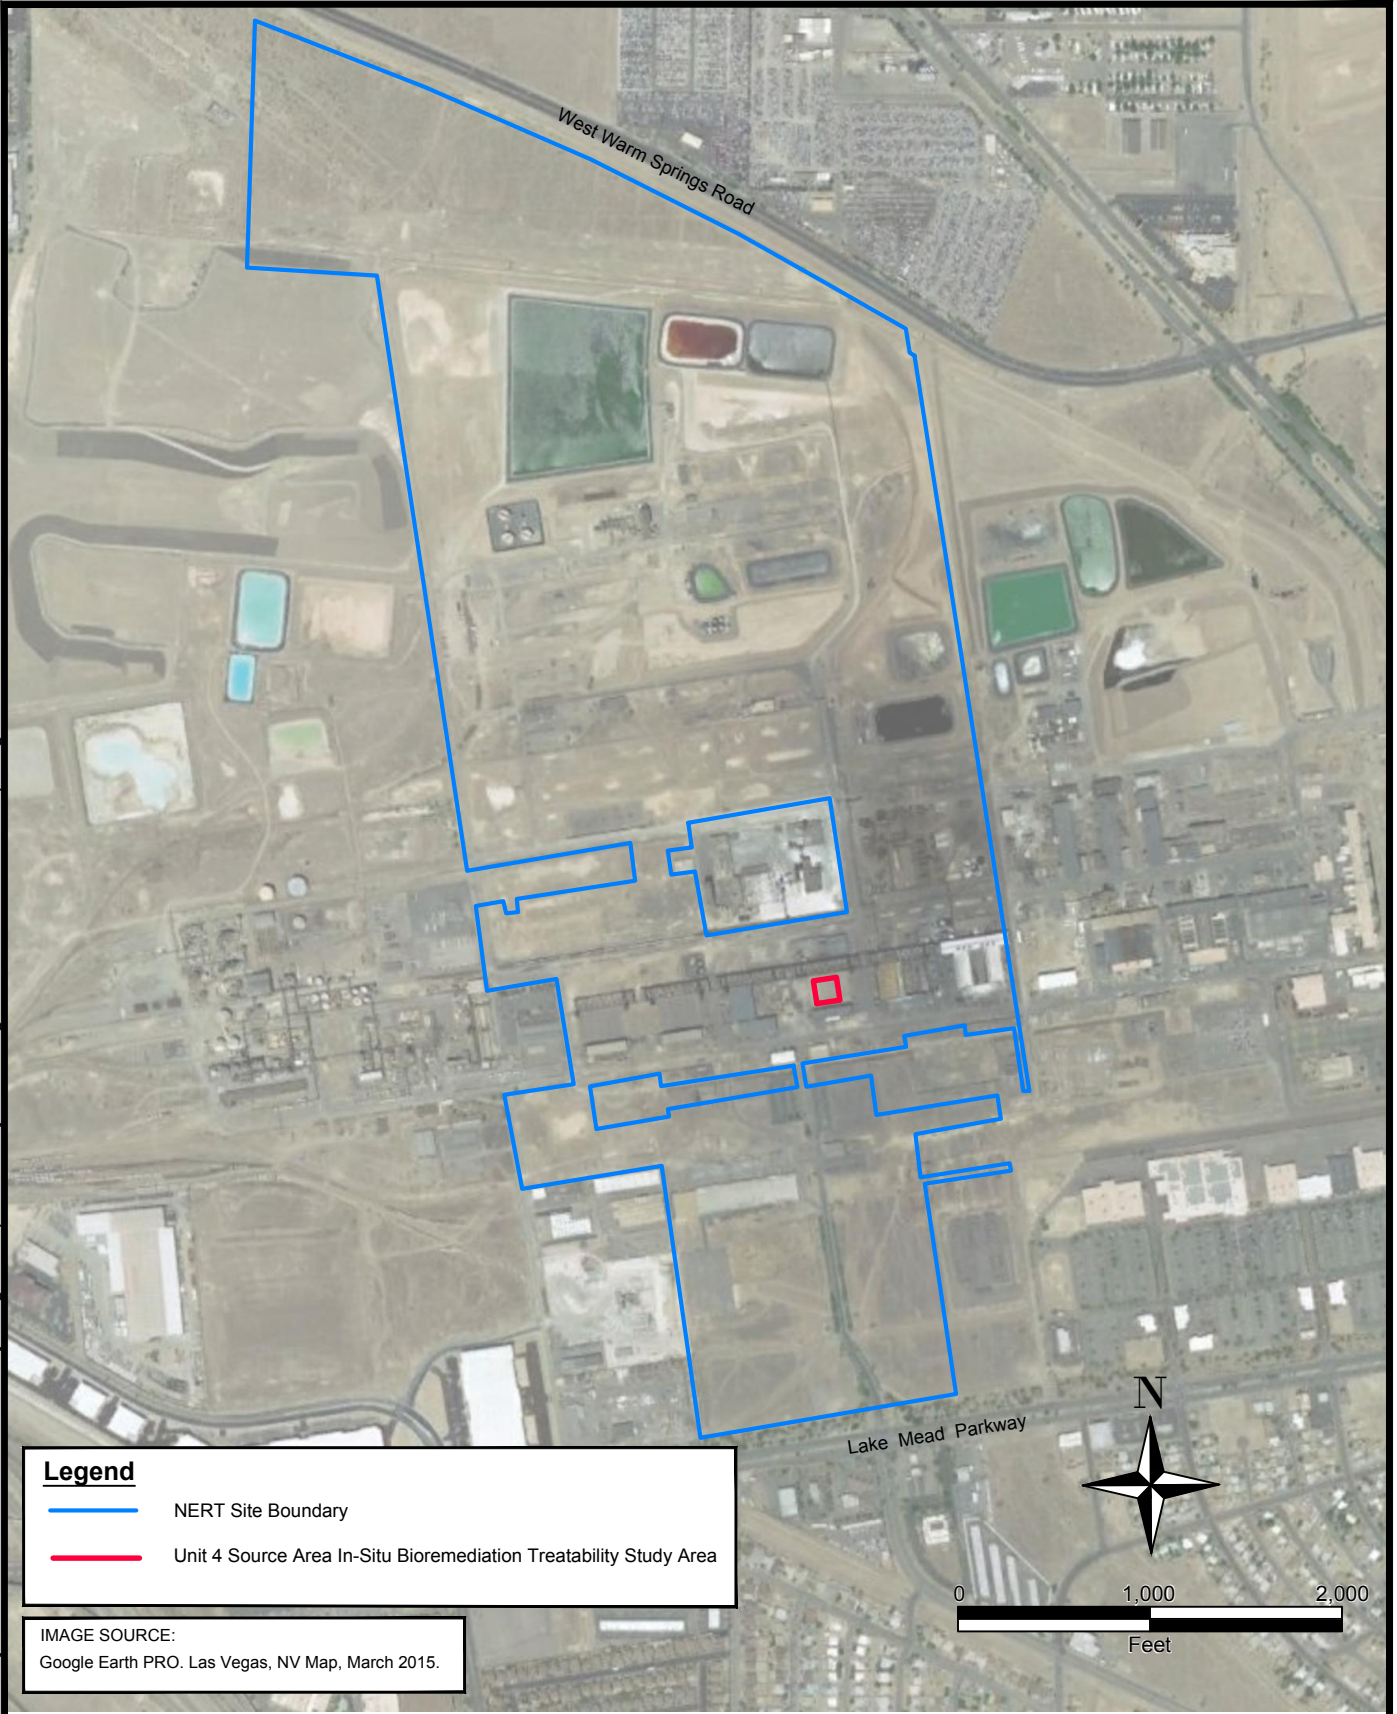 West Warm Springs Road
Lake Mead Parkway
N
Legend
NERT Site Boundary
Unit 4 Source Area In-Situ Bioremediation Treatability Study Area
0 1,000 2,000
Feet
IMAGE SOURCE:
Google Earth PRO. Las Vegas, NV Map, March 2015.